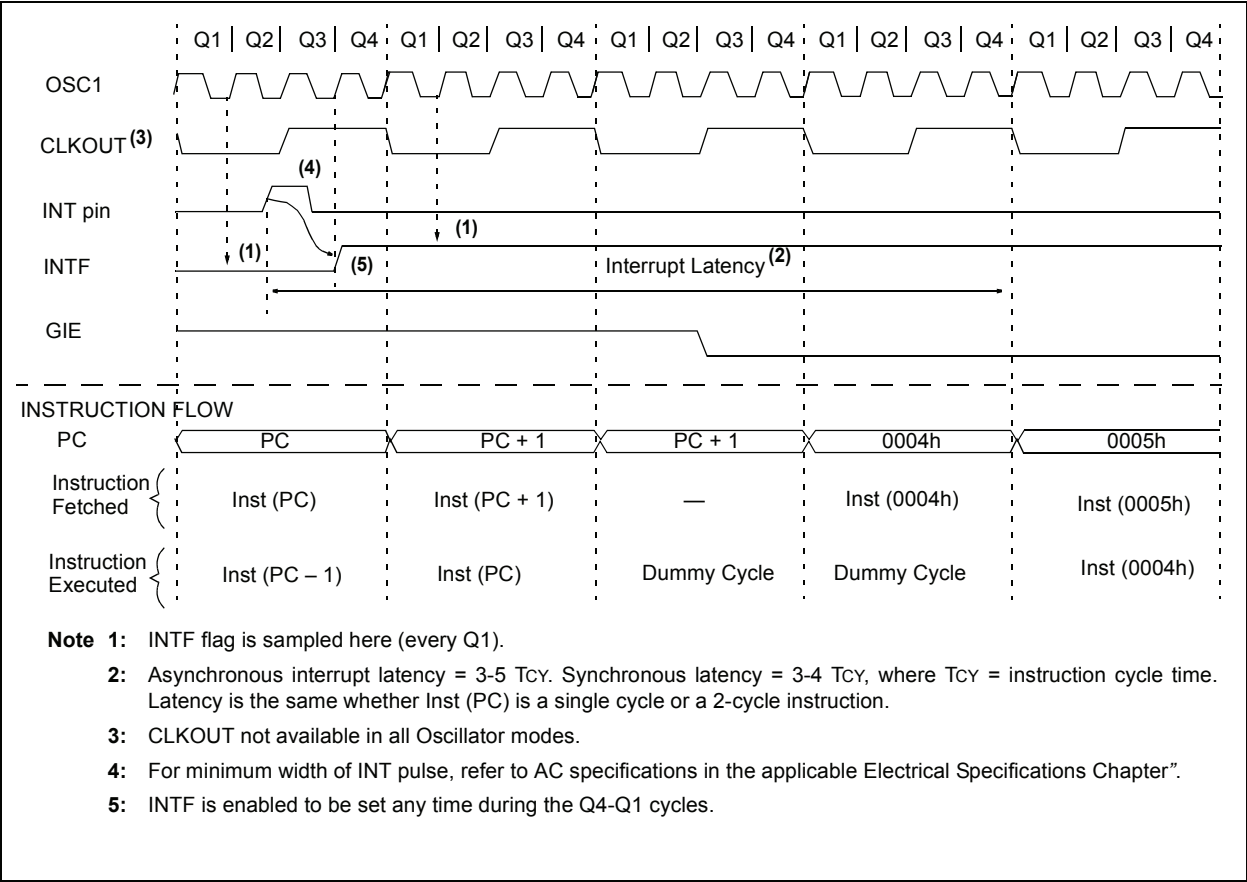 Q1 Q2 Q3 Q4 Q1 Q2 Q3 Q4 Q1 Q2 Q3 Q4 Q1 Q2 Q3 Q4 Q1 Q2 Q3 Q4
OSC1
CLKOUT(3)
(4)
INT pin
(1)
(1)
INTF
(5)
Interrupt Latency(2)
GIE
INSTRUCTION FLOW
PC PC PC + 1 PC + 1 0004h 0005h
Instruction
Fetched
Inst (PC) Inst (PC + 1) — Inst (0004h) Inst (0005h)
Instruction
Executed
Inst (PC – 1) Inst (PC) Dummy Cycle Dummy Cycle Inst (0004h)
Note 1: INTF flag is sampled here (every Q1).
2: Asynchronous interrupt latency = 3-5 TCY. Synchronous latency = 3-4 TCY, where TCY = instruction cycle time.
Latency is the same whether Inst (PC) is a single cycle or a 2-cycle instruction.
3: CLKOUT not available in all Oscillator modes.
4: For minimum width of INT pulse, refer to AC specifications in the applicable Electrical Specifications Chapter”.
5: INTF is enabled to be set any time during the Q4-Q1 cycles.